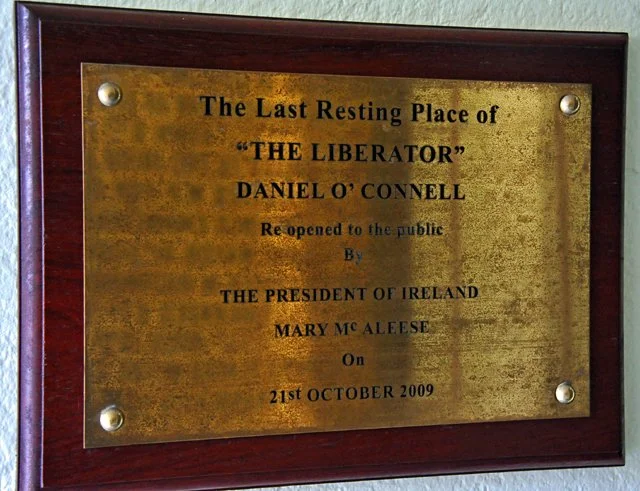 The Last Resting Place of
“THE LIBERATOR”
DANIEL O’ CONNELL
Re opened to the public
By
THE PRESIDENT OF IRELAND
MARY Mc ALEESE
On
21st OCTOBER 2009